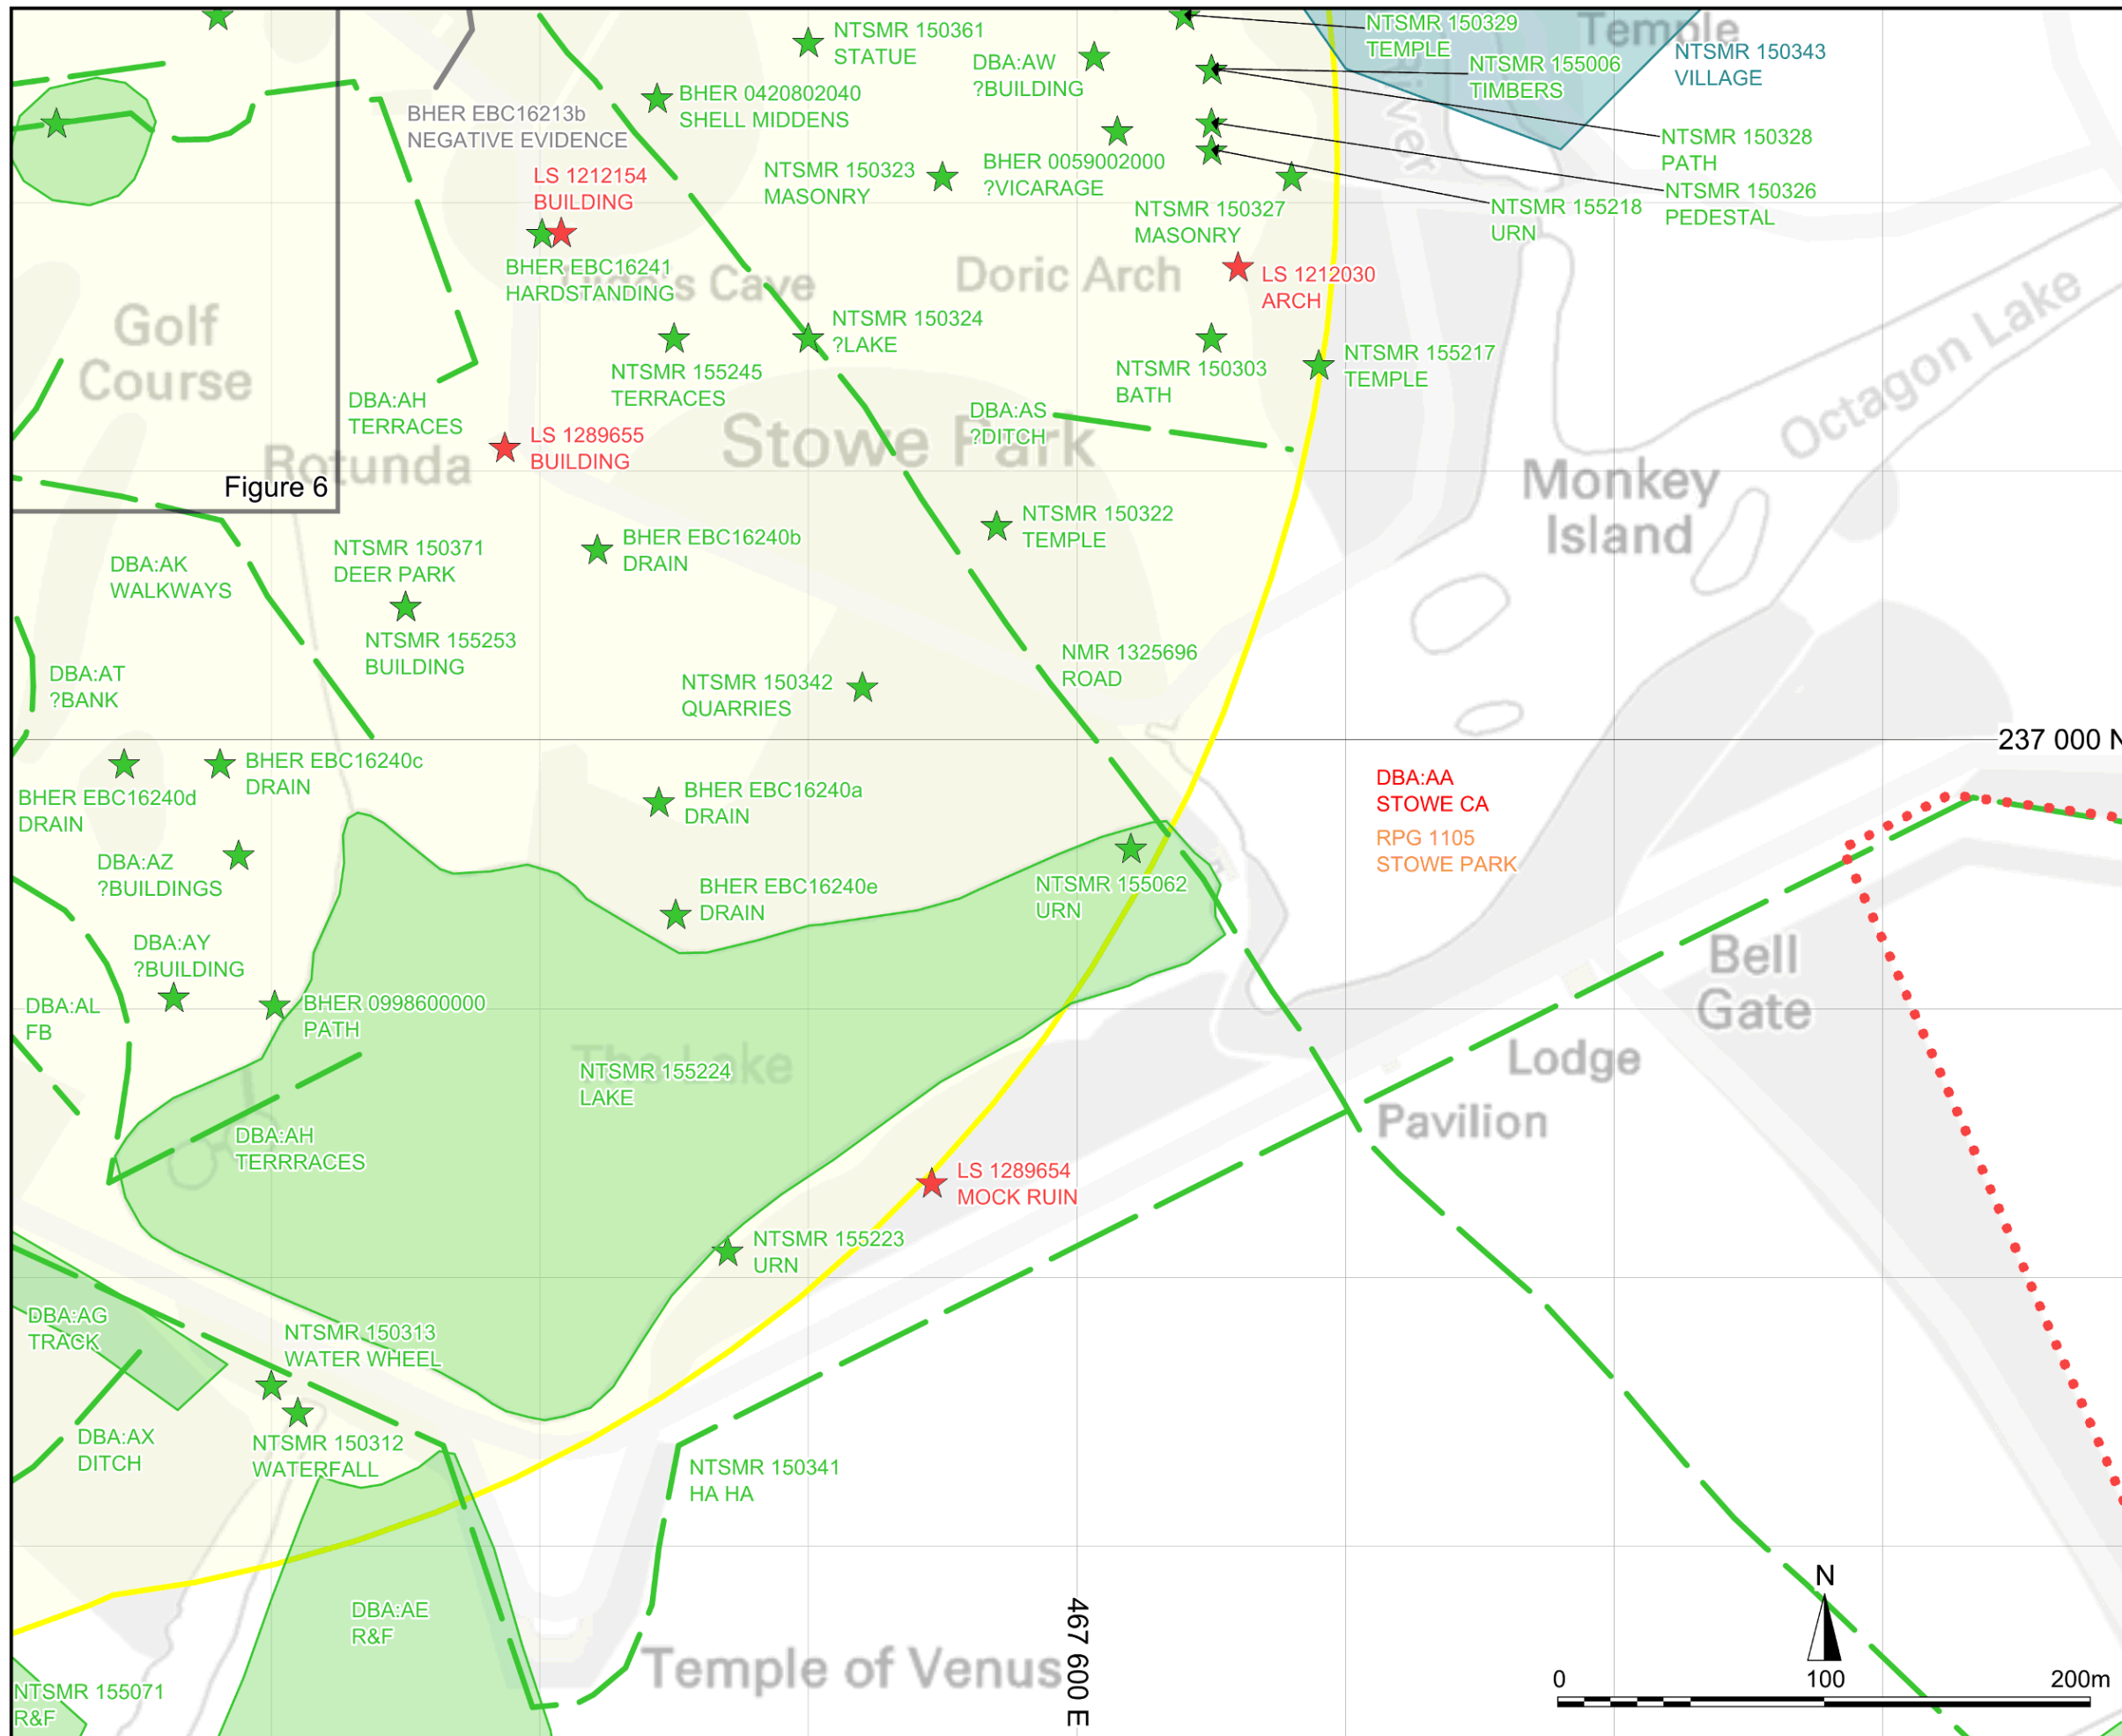 NTSMR 150361
STATUE
NTSMR 150329
TEMPLE
Temple
NTSMR 150343
VILLAGE
DBA:AW
?BUILDING
NTSMR 155006
TIMBERS
River
BHER 0420802040
SHELL MIDDENS
BHER EBC16213b
NEGATIVE EVIDENCE
NTSMR 150328
PATH
NTSMR 150323
MASONRY
BHER 0059002000
?VICARAGE
LS 1212154
BUILDING
NTSMR 150326
PEDESTAL
NTSMR 155218
URN
NTSMR 150327
MASONRY
BHER EBC16241
HARDSTANDING
Cave
Doric Arch
LS 1212030
ARCH
Octagon Lake
Golf
Course
NTSMR 150324
?LAKE
NTSMR 155245
TERRACES
NTSMR 150303
BATH
NTSMR 155217
TEMPLE
DBA:AH
TERRACES
DBA:AS
?DITCH
Stowe Park
LS 1289655
BUILDING
Rotunda
Figure 6
Monkey
Island
NTSMR 150322
TEMPLE
BHER EBC16240b
DRAIN
NTSMR 150371
DEER PARK
DBA:AK
WALKWAYS
NTSMR 155253
BUILDING
NMR 1325696
ROAD
DBA:AT
?BANK
NTSMR 150342
QUARRIES
237 000 N
BHER EBC16240c
DRAIN
BHER EBC16240d
DRAIN
BHER EBC16240a
DRAIN
DBA:AA
STOWE CA
RPG 1105
STOWE PARK
DBA:AZ
?BUILDINGS
BHER EBC16240e
DRAIN
NTSMR 155062
URN
DBA:AY
?BUILDING
Bell
Gate
DBA:AL
FB
BHER 0998600000
PATH
The Lake
NTSMR 155224
LAKE
Lodge
Pavilion
DBA:AH
TERRRACES
LS 1289654
MOCK RUIN
NTSMR 155223
URN
DBA:AG
TRACK
NTSMR 150313
WATER WHEEL
DBA:AX
DITCH
NTSMR 150312
WATERFALL
NTSMR 150341
HA HA
DBA:AE
R&F
467 600 E
Temple of Venus
N
NTSMR 155071
R&F
0 100 200m